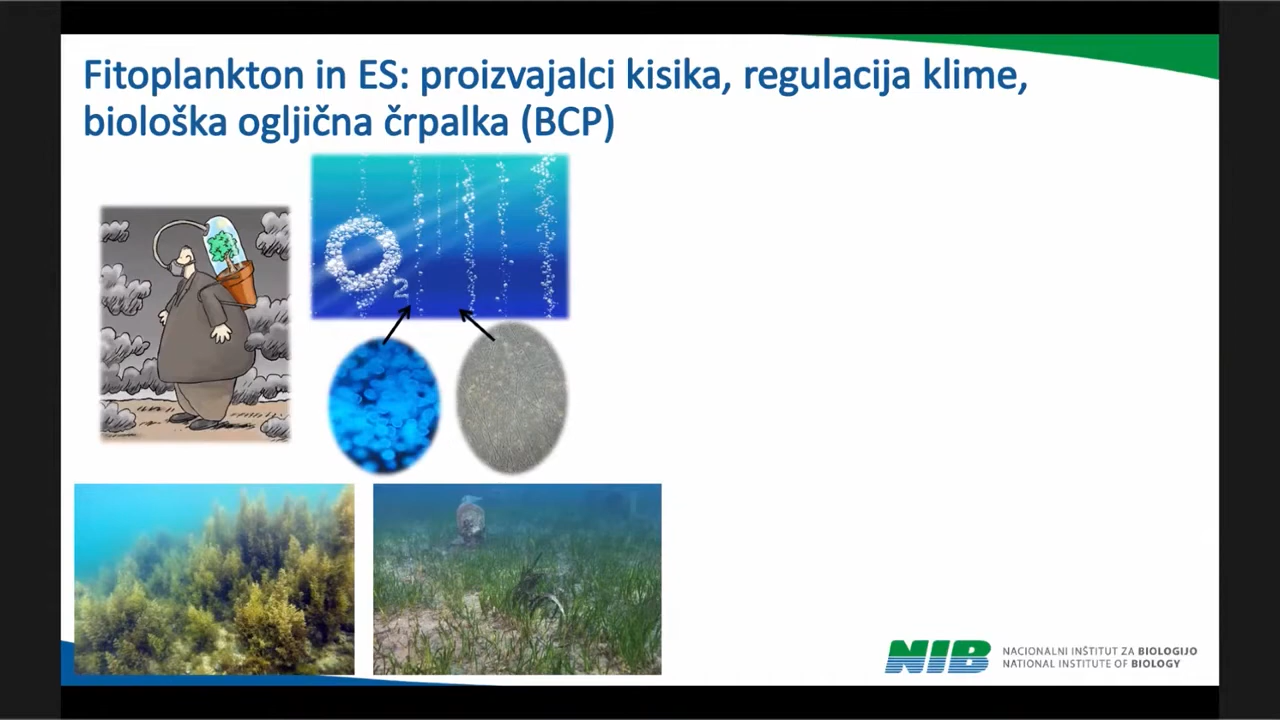 Fitoplankton in ES: proizvajalci kisika, regulacija klime,
biološka ogljična črpalka (BCP)
O2
NIB
NACIONALNI INŠTITUT ZA BIOLOGIJO
NATIONAL INSTITUTE OF BIOLOGY